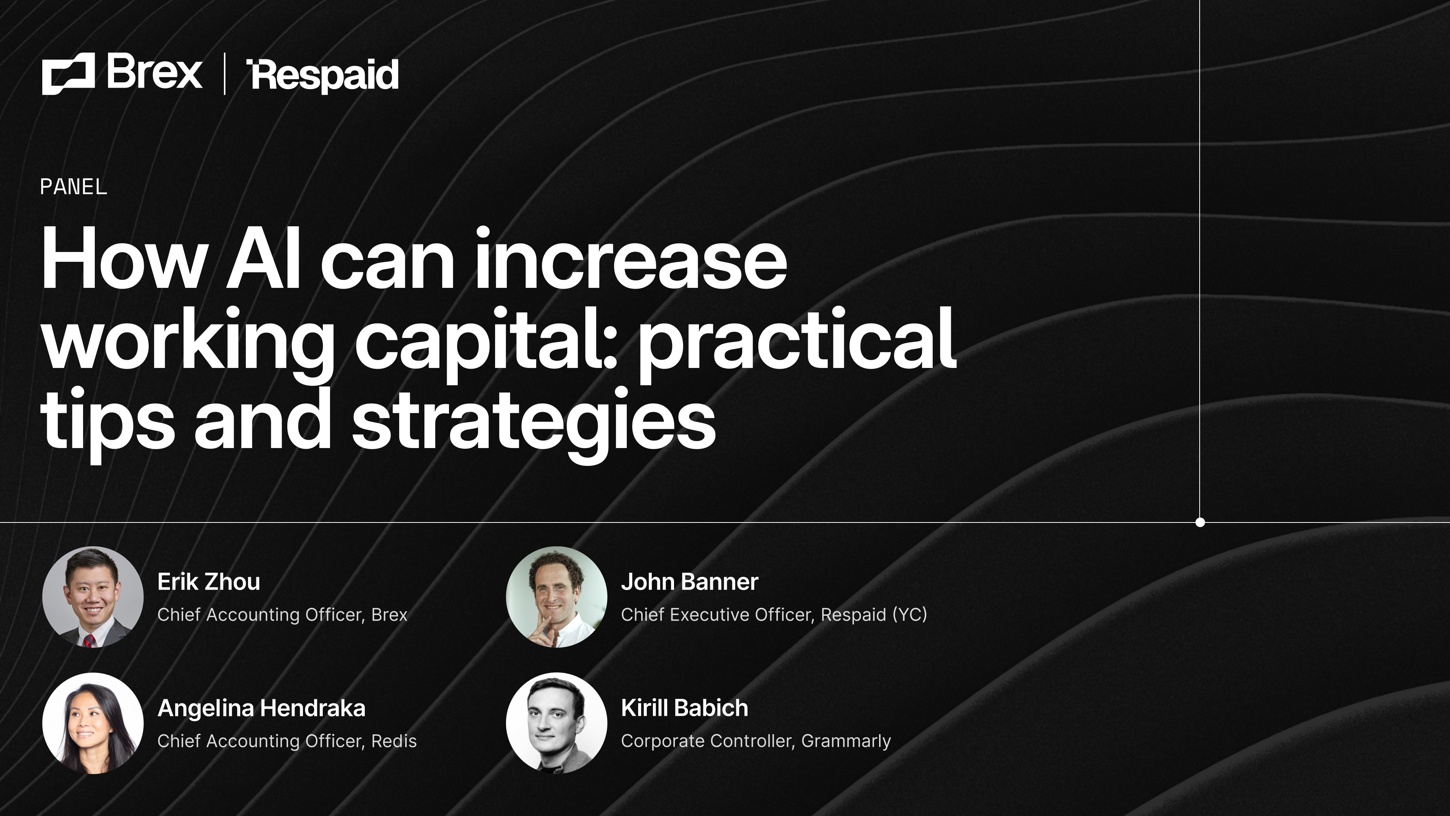 Brex | Respaid
PANEL
How AI can increase
working capital: practical
tips and strategies
Erik Zhou
Chief Accounting Officer, Brex
John Banner
Chief Executive Officer, Respaid (YC)
Angelina Hendraka
Chief Accounting Officer, Redis
Kirill Babich
Corporate Controller, Grammarly